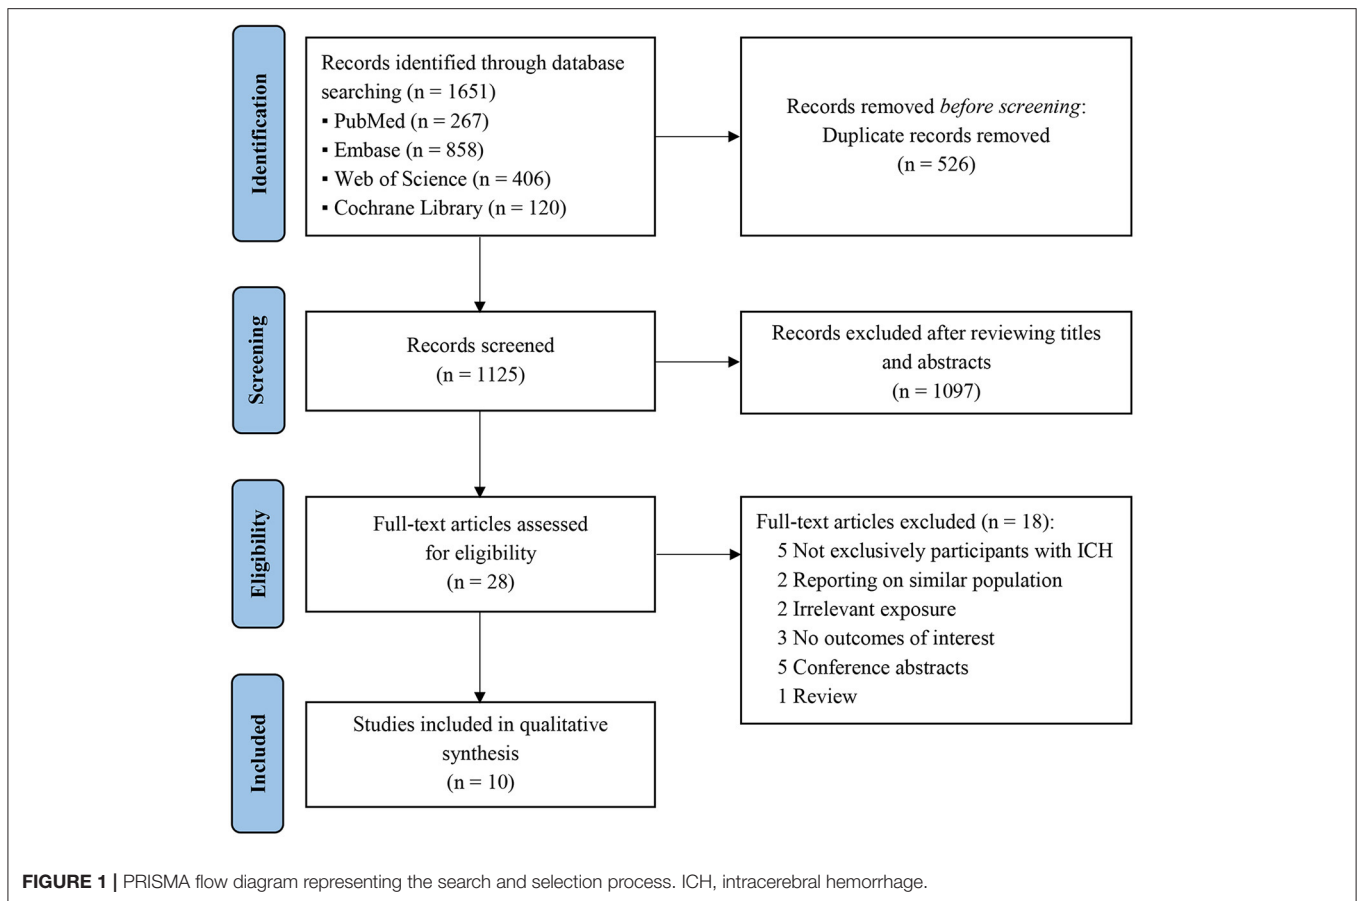 Identification
Records identified through database
searching (n = 1651)
▪ PubMed (n = 267)
▪ Embase (n = 858)
▪ Web of Science (n = 406)
▪ Cochrane Library (n = 120)
Records removed before screening:
Duplicate records removed
(n = 526)
Screening
Records screened
(n = 1125)
Records excluded after reviewing titles
and abstracts
(n = 1097)
Eligibility
Full-text articles assessed
for eligibility
(n = 28)
Full-text articles excluded (n = 18):
5 Not exclusively participants with ICH
2 Reporting on similar population
2 Irrelevant exposure
3 No outcomes of interest
5 Conference abstracts
1 Review
Included
Studies included in qualitative
synthesis
(n = 10)
FIGURE 1 | PRISMA flow diagram representing the search and selection process. ICH, intracerebral hemorrhage.